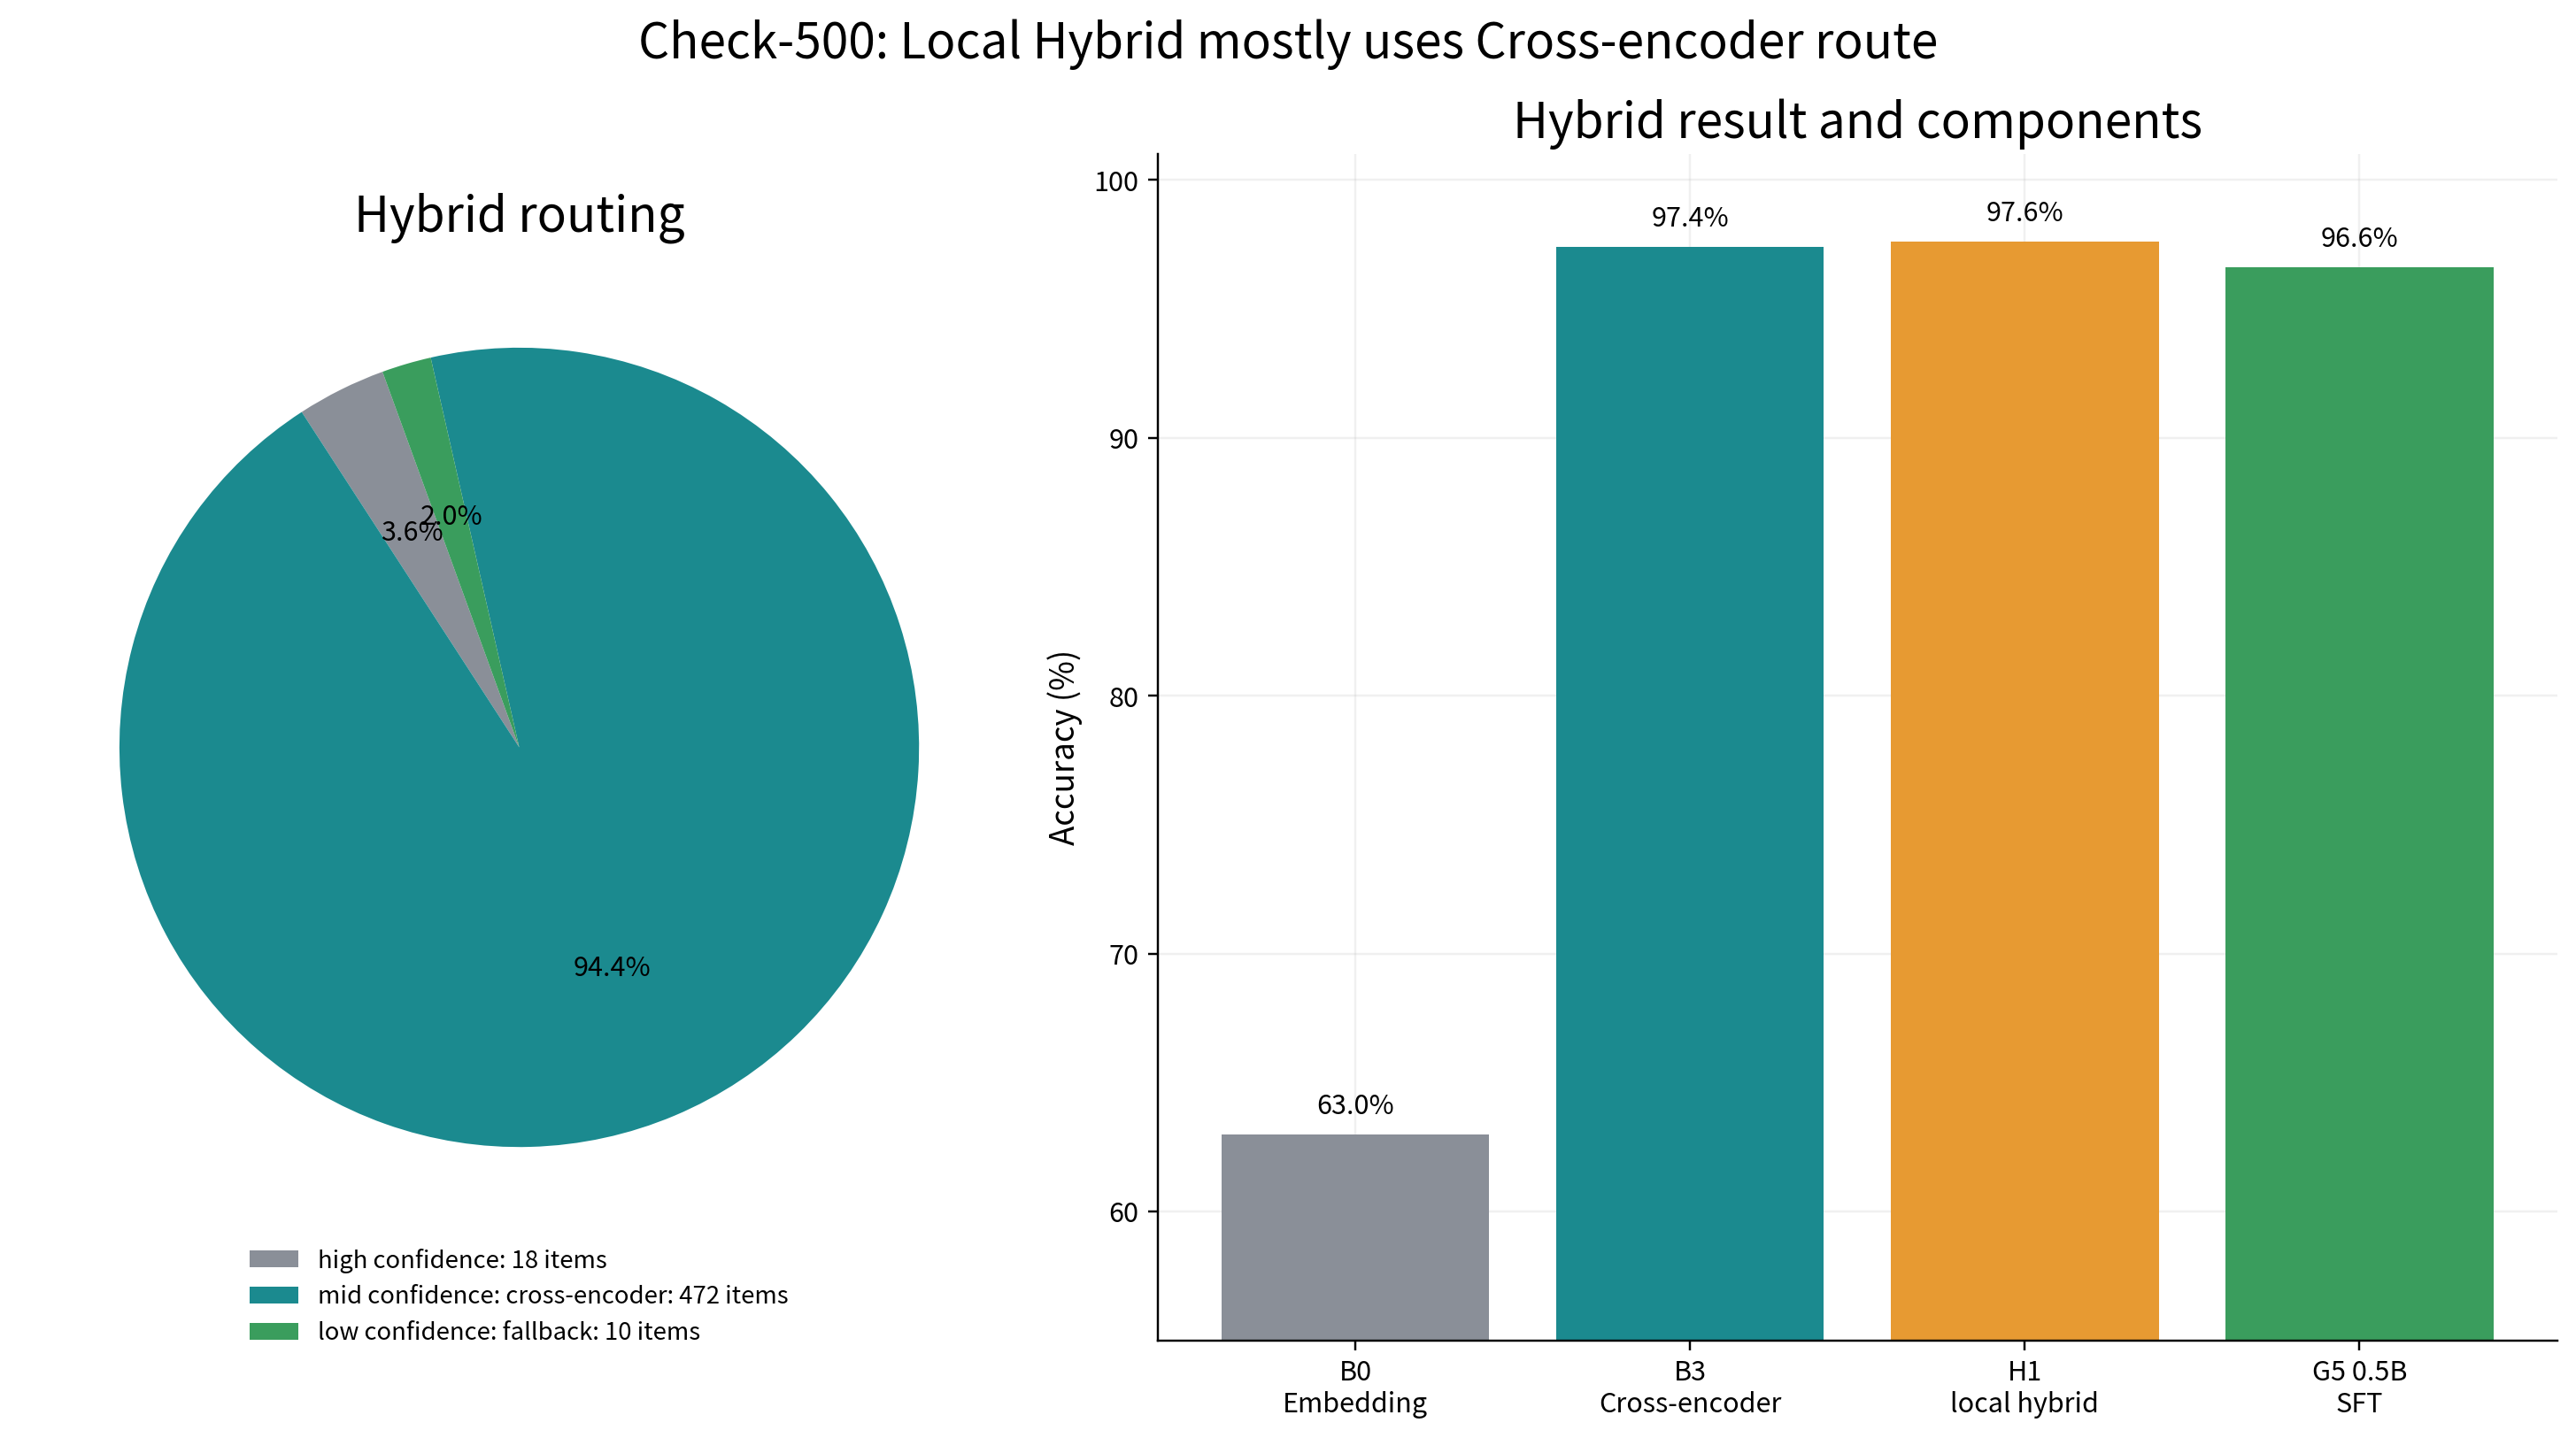 Check-500: Local Hybrid mostly uses Cross-encoder route
Hybrid routing
3.6%
2.0%
94.4%
high confidence: 18 items
mid confidence: cross-encoder: 472 items
low confidence: fallback: 10 items
Hybrid result and components
Accuracy (%)
100
90
80
70
60
63.0%
97.4%
97.6%
96.6%
B0
Embedding
B3
Cross-encoder
H1
local hybrid
G5 0.5B
SFT